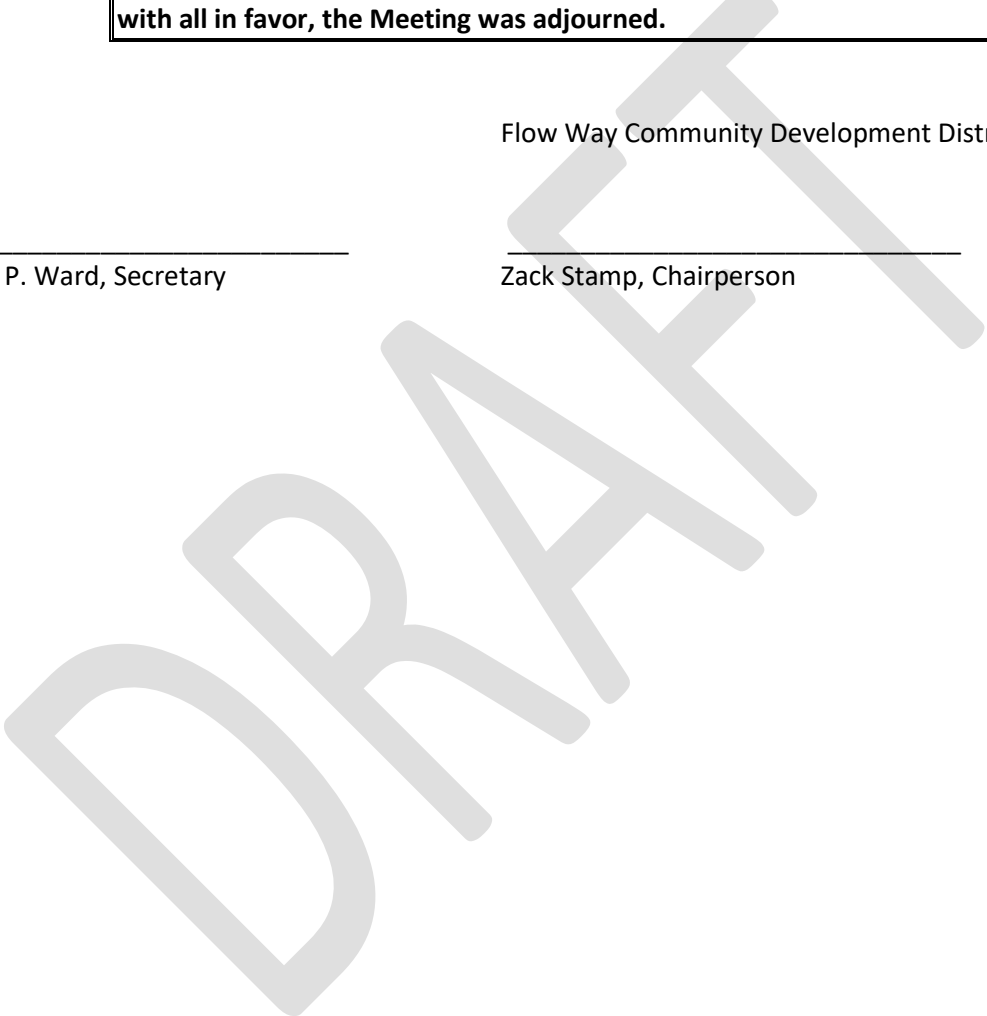 with all in favor, the Meeting was adjourned.
Flow Way Community Development Distr
P. Ward, Secretary
Zack Stamp, Chairperson
DRAFT